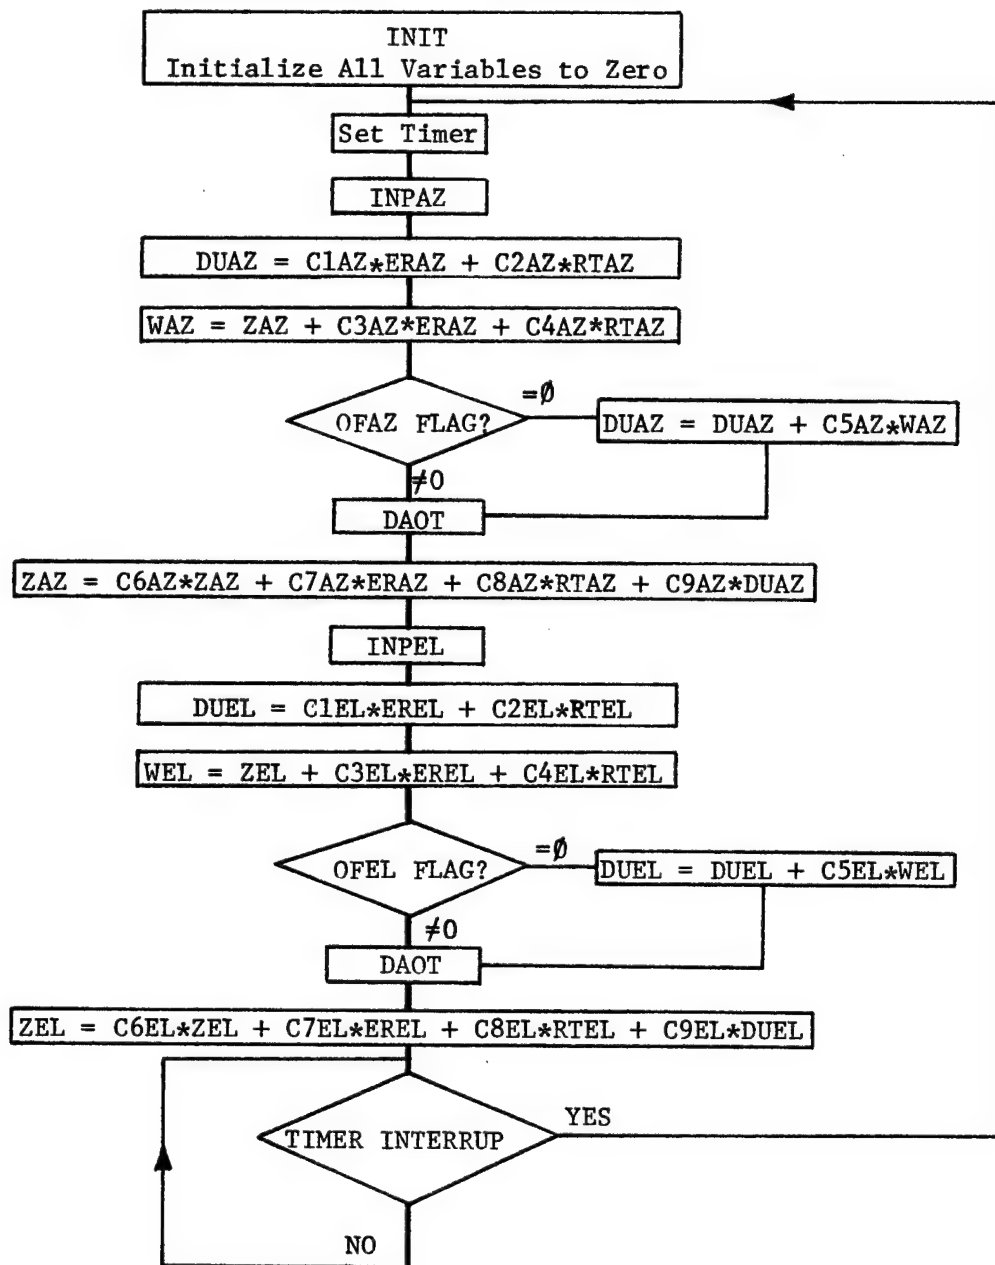 INIT
Initialize All Variables to Zero
Set Timer
INPAZ
DUAZ = C1AZ*ERAZ + C2AZ*RTAZ
WAZ = ZAZ + C3AZ*ERAZ + C4AZ*RTAZ
OFAZ FLAG?
=Ø
DUAZ = DUAZ + C5AZ*WAZ
≠0
DAOT
ZAZ = C6AZ*ZAZ + C7AZ*ERAZ + C8AZ*RTAZ + C9AZ*DUAZ
INPEL
DUEL = C1EL*EREL + C2EL*RTEL
WEL = ZEL + C3EL*EREL + C4EL*RTEL
OFEL FLAG?
=Ø
DUEL = DUEL + C5EL*WEL
≠0
DAOT
ZEL = C6EL*ZEL + C7EL*EREL + C8EL*RTEL + C9EL*DUEL
TIMER INTERRUP
YES
NO